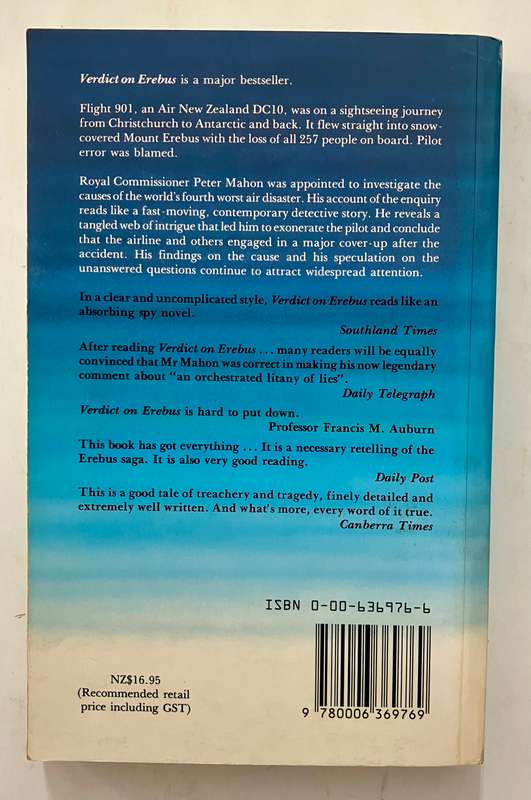 Verdict on Erebus is a major bestseller.
Flight 901, an Air New Zealand DC10, was on a sightseeing journey
from Christchurch to Antarctic and back. It flew straight into snow-
covered Mount Erebus with the loss of all 257 people on board. Pilot
error was blamed.
Royal Commissioner Peter Mahon was appointed to investigate the
causes of the world's fourth worst air disaster. His account of the enquiry
reads like a fast-moving, contemporary detective story. He reveals a
tangled web of intrigue that led him to exonerate the pilot and conclude
that the airline and others engaged in a major cover-up after the
accident. His findings on the cause and his speculation on the
unanswered questions continue to attract widespread attention.
In a clear and uncomplicated style, Verdict on Erebus reads like an
absorbing spy novel.
Southland Times
After reading Verdict on Erebus ... many readers will be equally
convinced that Mr Mahon was correct in making his now legendary
comment about "an orchestrated litany of lies".
Daily Telegraph
Verdict on Erebus is hard to put down.
Professor Francis M. Auburn
This book has got everything ... It is a necessary retelling of the
Erebus saga. It is also very good reading.
Daily Post
This is a good tale of treachery and tragedy, finely detailed and
extremely well written. And what's more, every word of it true.
Canberra Times
ISBN 0-00-636976-6
NZ$16.95
(Recommended retail
price including GST)
9 780006 369769